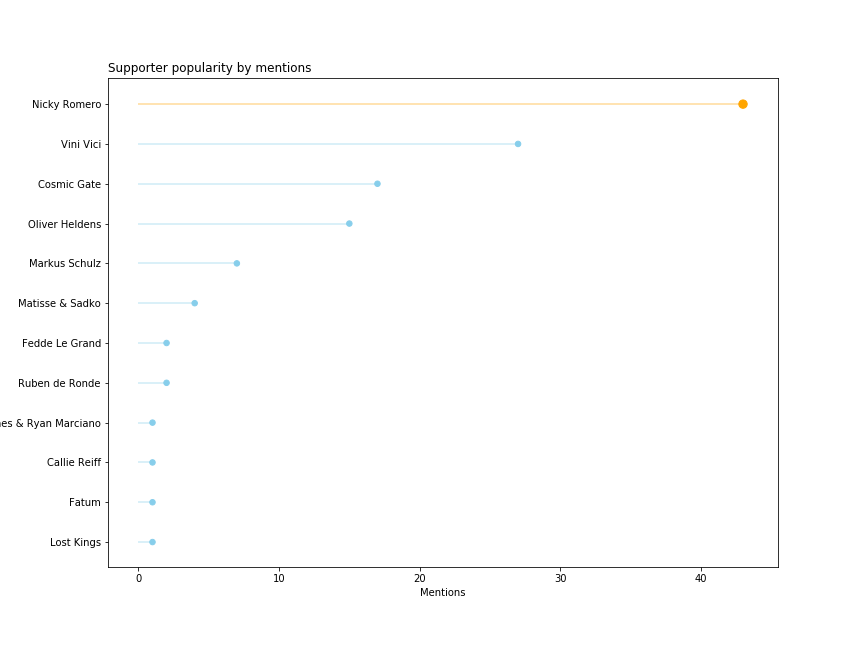 Supporter popularity by mentions
Nicky Romero
Vini Vici
Cosmic Gate
Oliver Heldens
Markus Schulz
Matisse & Sadko
Fedde Le Grand
Ruben de Ronde
& Ryan Marciano
Callie Reiff
Fatum
Lost Kings
0 10 20 30 40
Mentions